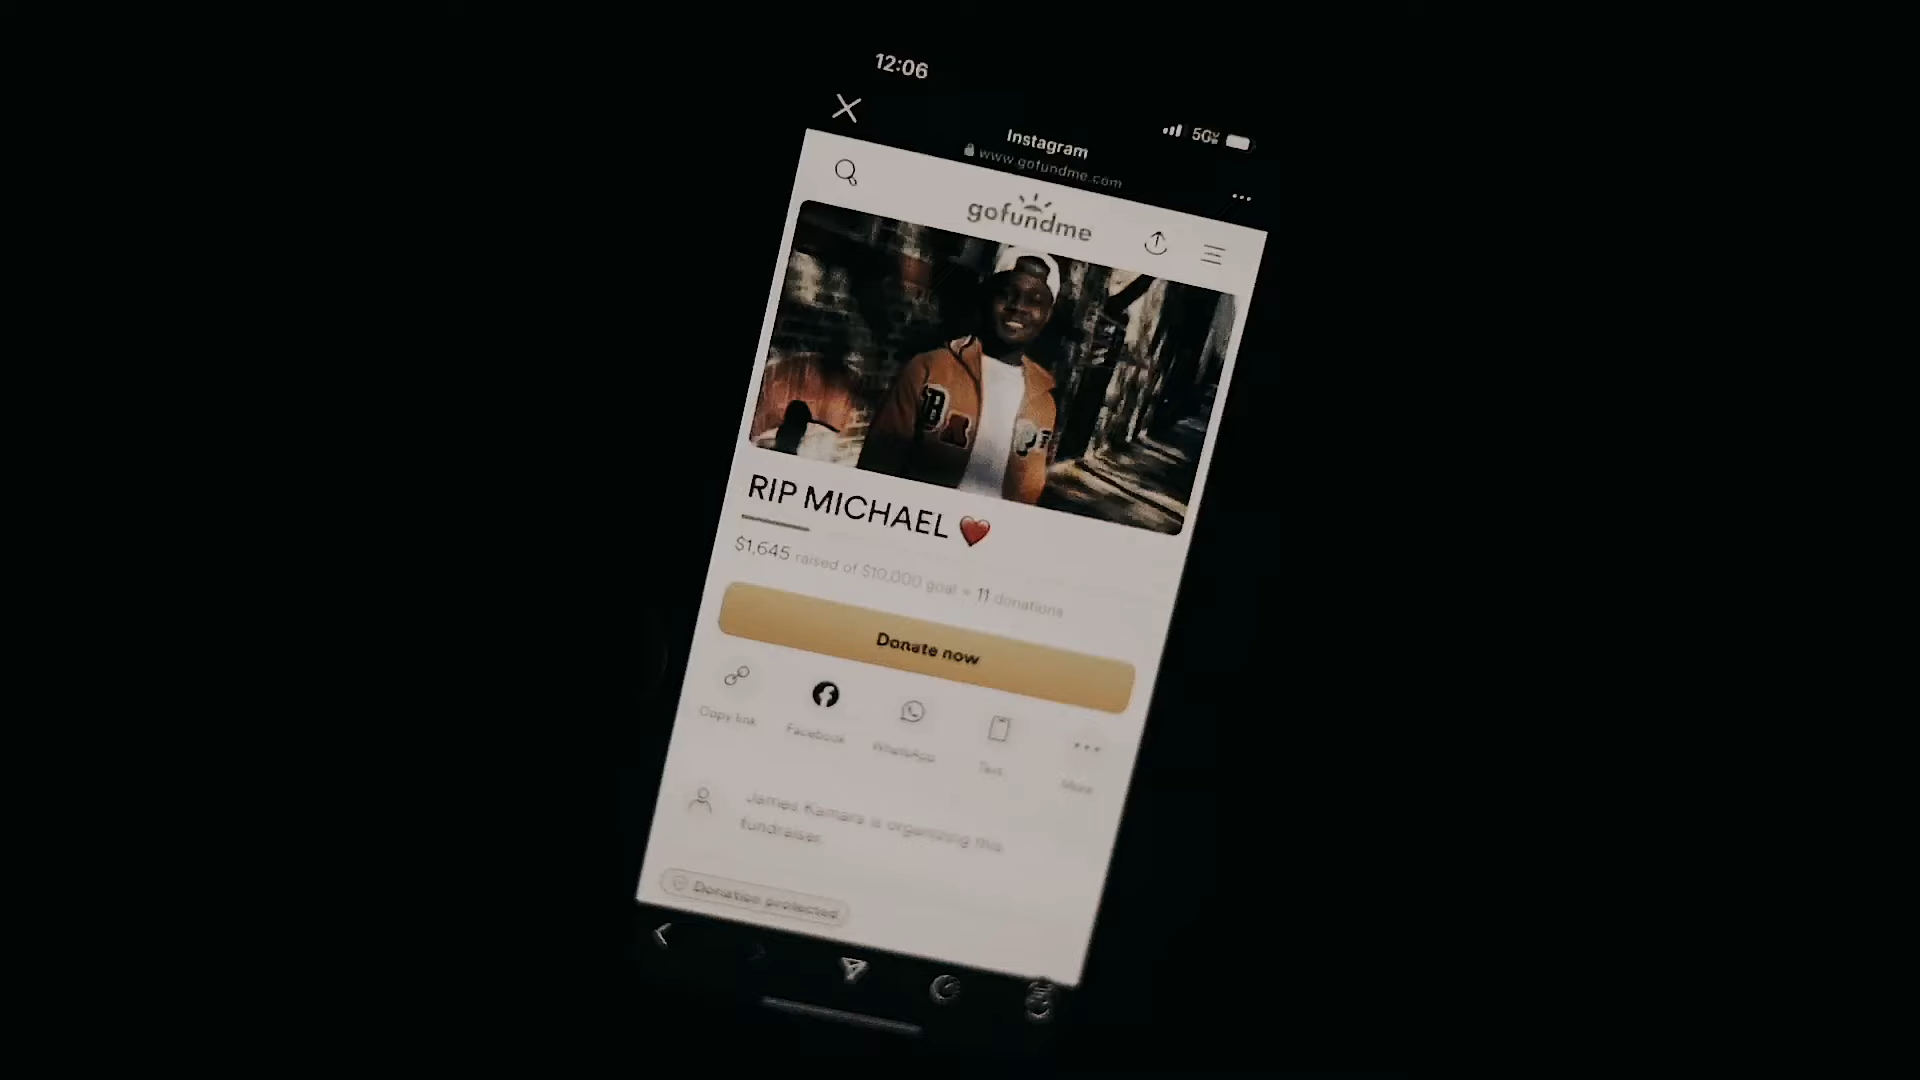 12:06
5G
Instagram
www.gofundme.com
gofundme
B
RIP MICHAEL ❤️
$1,645 raised of $10,000 goal • 11 donations
Donate now
Copy link
Facebook
WhatsApp
Text
More
James Kamara is organizing this
fundraiser.
Donation protected